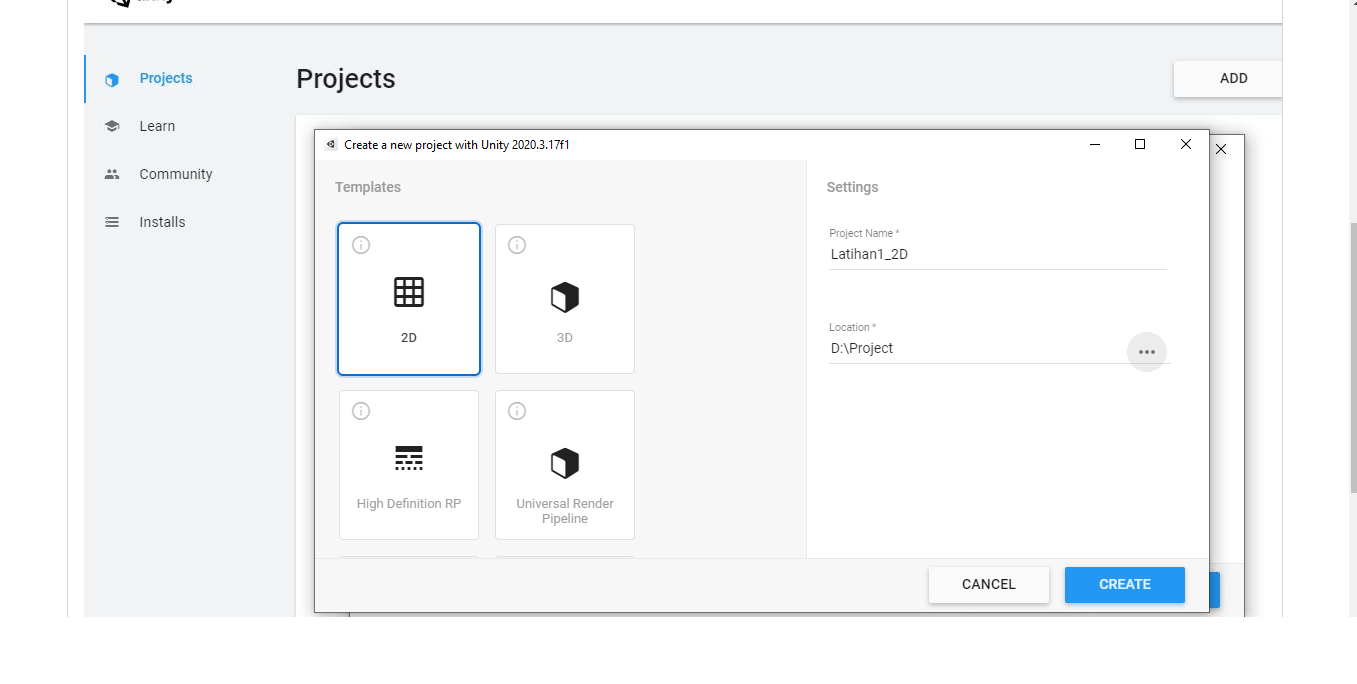 Projects
Learn
Community
Installs
Projects
ADD
Create a new project with Unity 2020.3.17f1
Templates
2D
3D
High Definition RP
Universal Render
Pipeline
Settings
Project Name *
Latihan1_2D
Location *
D:\Project
CANCEL
CREATE